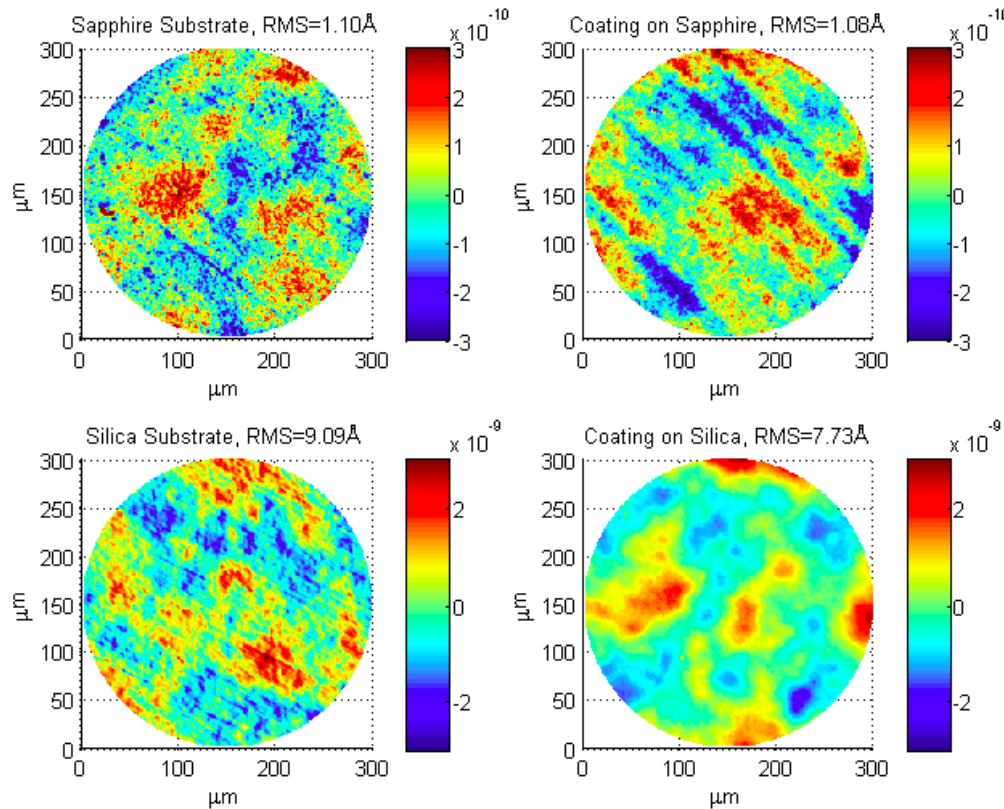 Sapphire Substrate, RMS=1.10Å
x 10^-10
300
250
200
150
100
50
0
μm
0 100 200 300
μm
3
2
1
0
-1
-2
-3
Coating on Sapphire, RMS=1.08Å
x 10^-10
300
250
200
150
100
50
0
μm
0 100 200 300
μm
3
2
1
0
-1
-2
-3
Silica Substrate, RMS=9.09Å
x 10^-9
300
250
200
150
100
50
0
μm
0 100 200 300
μm
2
0
-2
Coating on Silica, RMS=7.73Å
x 10^-9
300
250
200
150
100
50
0
μm
0 100 200 300
μm
2
0
-2